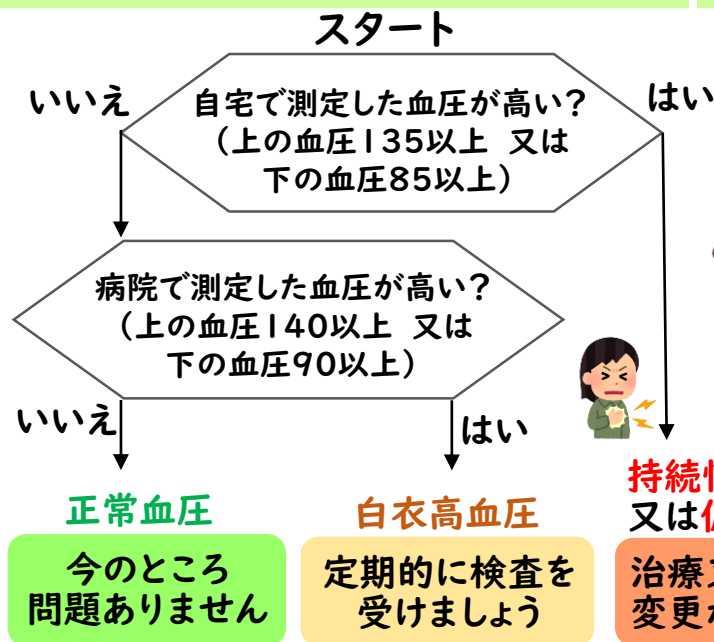 スタート
いいえ
はい
自宅で測定した血圧が高い?
(上の血圧135以上 又は
下の血圧85以上)
病院で測定した血圧が高い?
(上の血圧140以上 又は
下の血圧90以上)
いいえ
はい
正常血圧
今のところ
問題ありません
白衣高血圧
定期的に検査を
受けましょう
持続
又は
治療
変更